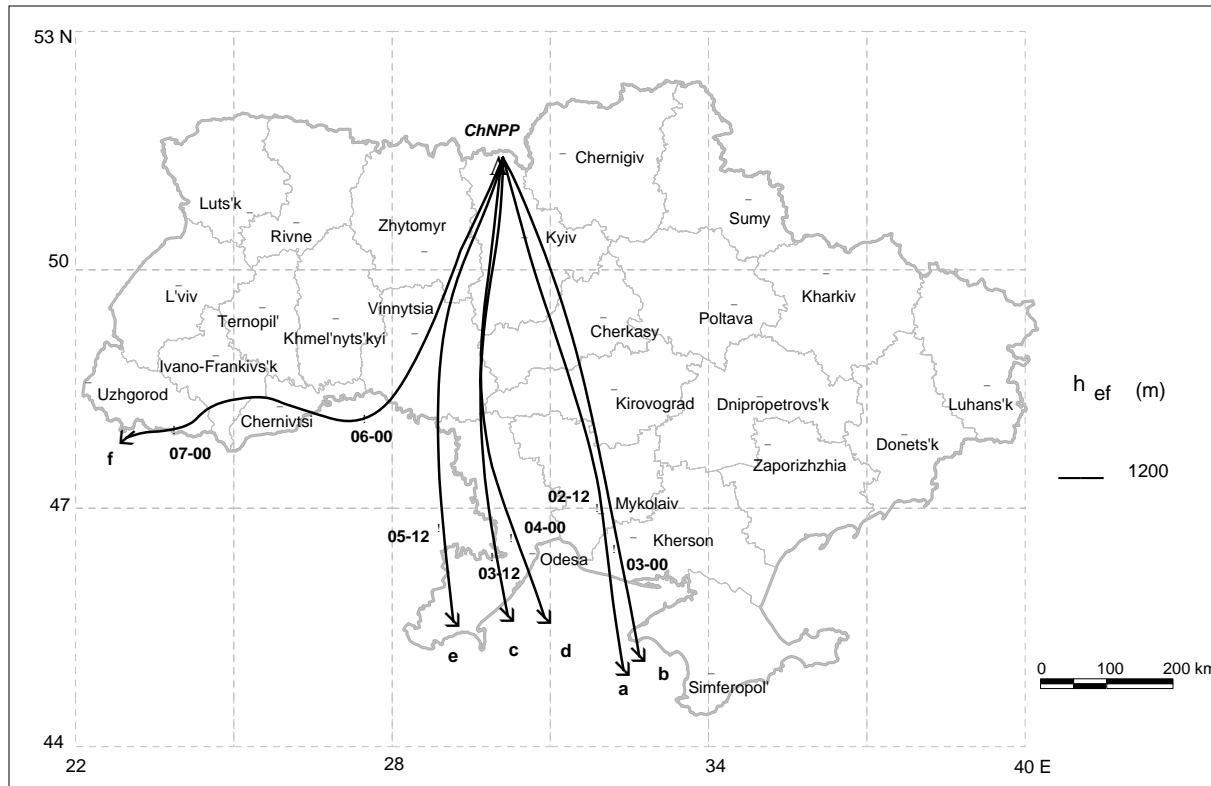 53 N
ChNPP
Chernigiv
Luts'k
Sumy
Zhytomyr
Rivne
Kyiv
50
L'viv
Kharkiv
Vinnytsia
Ternopil'
Poltava
Khmel'nyts'kyi
Cherkasy
Ivano-Frankivs'k
h ef (m)
Uzhgorod
Kirovograd
Dnipropetrovs'k
Luhans'k
Chernivtsi
06-00
Donets'k
f
07-00
Zaporizhzhia
1200
02-12
Mykolaiv
47
05-12
04-00
Kherson
Odesa
03-00
03-12
e
c
d
a
b
0 100 200 km
Simferopol'
44
22
28
34
40 E